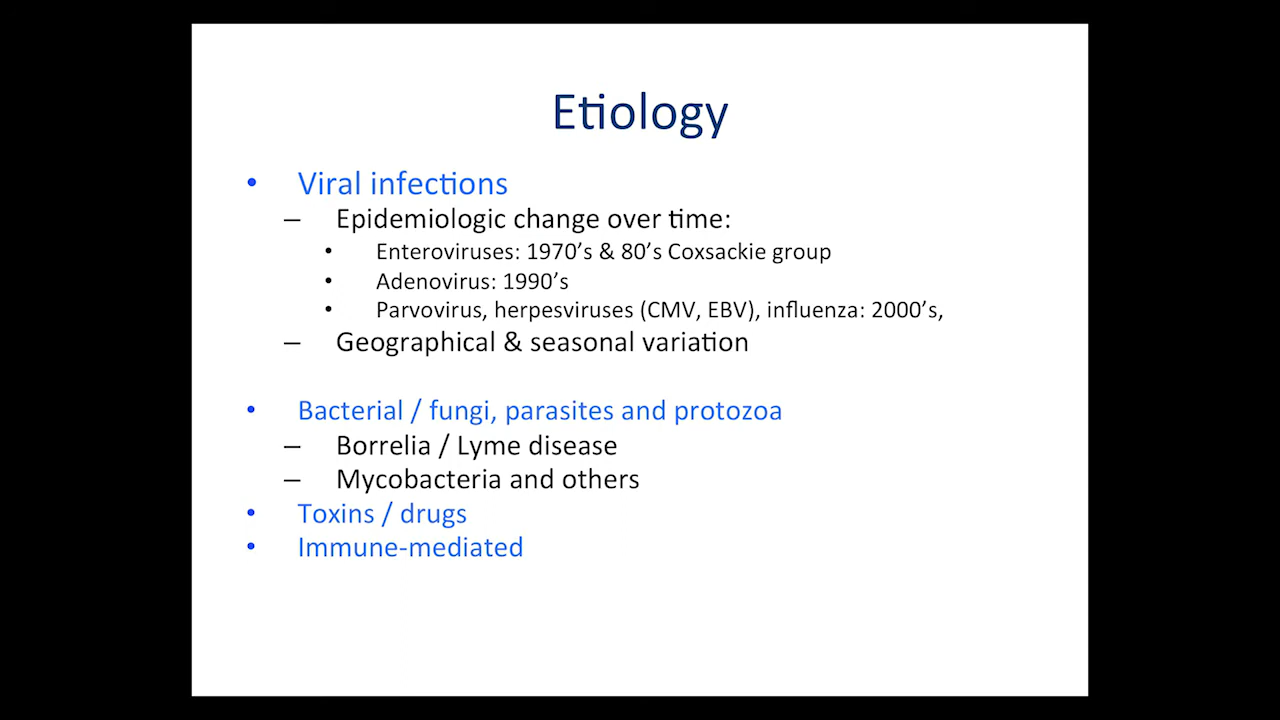 Etiology
• Viral infections
– Epidemiologic change over time:
• Enteroviruses: 1970’s & 80’s Coxsackie group
• Adenovirus: 1990’s
• Parvovirus, herpesviruses (CMV, EBV), influenza: 2000’s,
– Geographical & seasonal variation
• Bacterial / fungi, parasites and protozoa
– Borrelia / Lyme disease
– Mycobacteria and others
• Toxins / drugs
• Immune-mediated